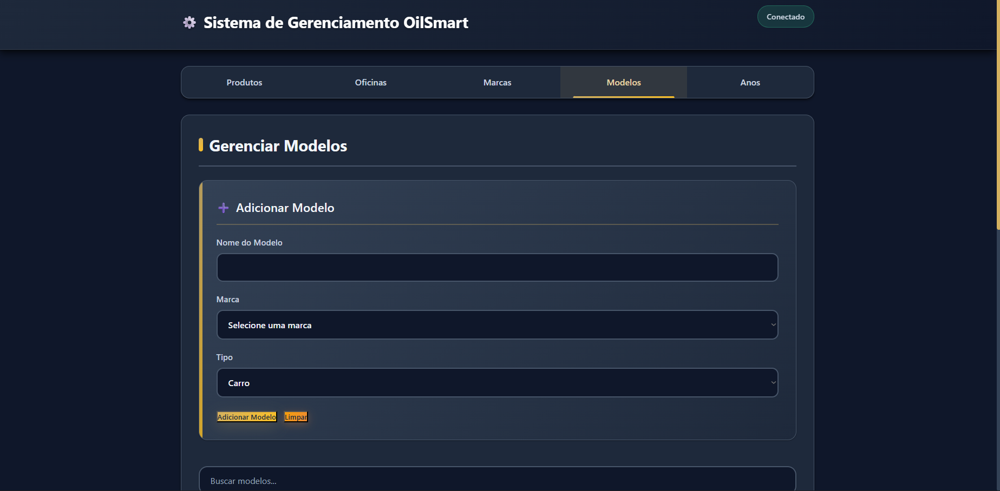 Sistema de Gerenciamento OilSmart
Conectado
Produtos
Oficinas
Marcas
Modelos
Anos
Gerenciar Modelos
Adicionar Modelo
Nome do Modelo
Marca
Selecione uma marca
Tipo
Carro
Adicionar Modelo
Limpar
Buscar modelos...